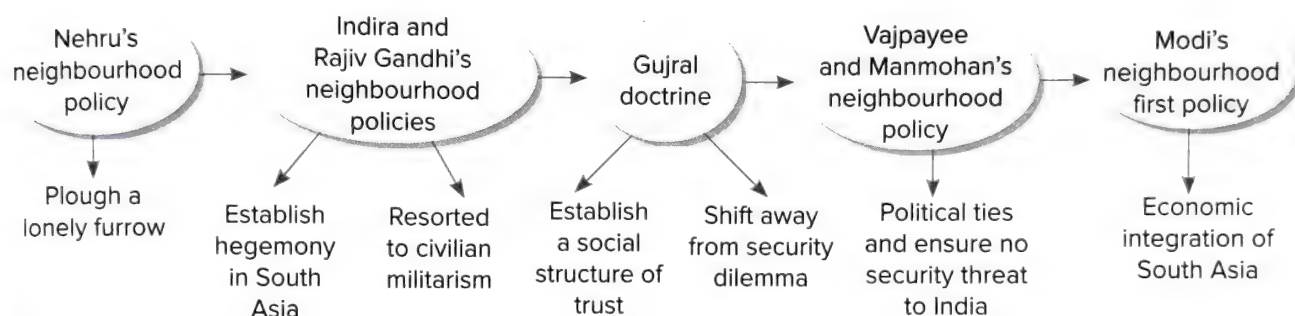 Nehru's
neighbourhood
policy
Indira and
Rajiv Gandhi's
neighbourhood
policies
Gujral
doctrine
Vajpayee
and Manmohan's
neighbourhood
policy
Modi's
neighbourhood
first policy
Plough a
lonely furrow
Establish
hegemony
in South
Asia
Resorted
to civilian
militarism
Establish
a social
structure of
trust
Shift away
from security
dilemma
Political ties
and ensure no
security threat
to India
Economic
integration of
South Asia